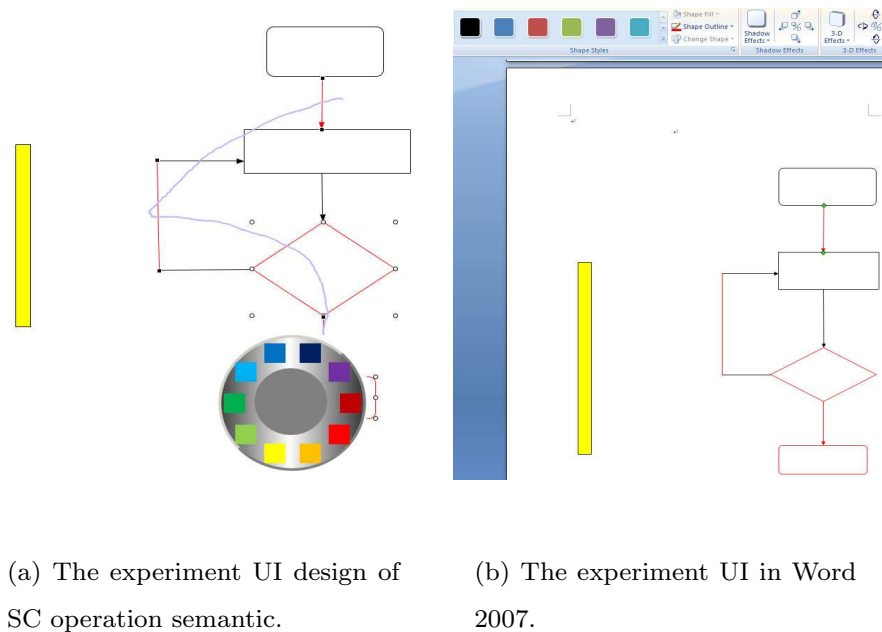 Shape Fill
Shape Outline
Change Shape
Shadow
Effects
3-D
Effects
Shape Styles
Shadow Effects
3-D Effects
(a) The experiment UI design of
SC operation semantic.
(b) The experiment UI in Word
2007.